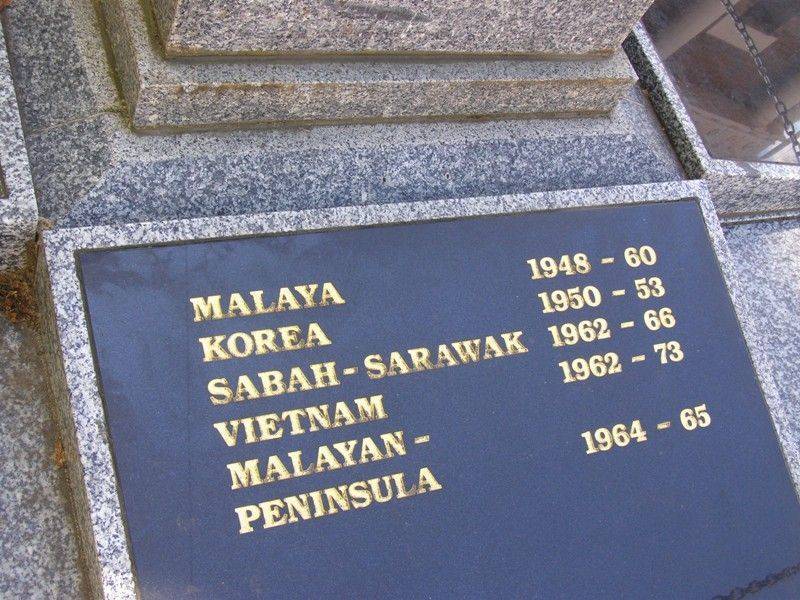 MALAYA 1948 - 60
KOREA 1950 - 53
SABAH - SARAWAK 1962 - 66
VIETNAM 1962 - 73
MALAYAN -
PENINSULA 1964 - 65